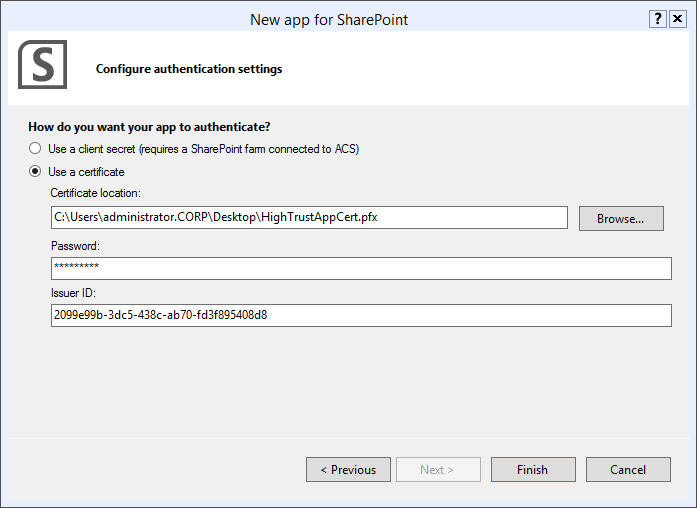 New app for SharePoint
?
S
Configure authentication settings
How do you want your app to authenticate?
Use a client secret (requires a SharePoint farm connected to ACS)
Use a certificate
Certificate location:
C:\Users\administrator.CORP\Desktop\HighTrustAppCert.pfx
Browse...
Password:
*********
Issuer ID:
2099e99b-3dc5-438c-ab70-fd3f895408d8
< Previous
Next >
Finish
Cancel